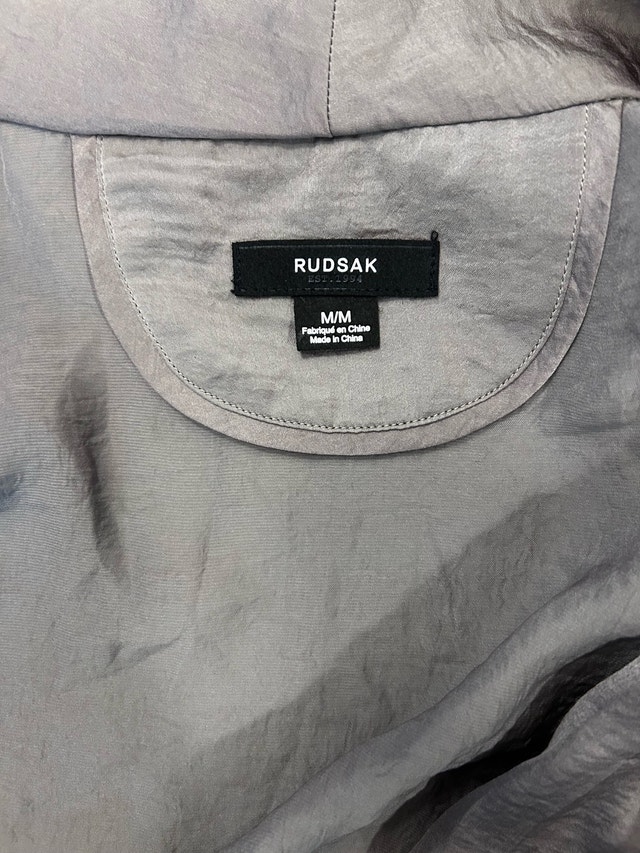 RUDSAK
EST.1994
M/M
Fabriqué en Chine
Made in China